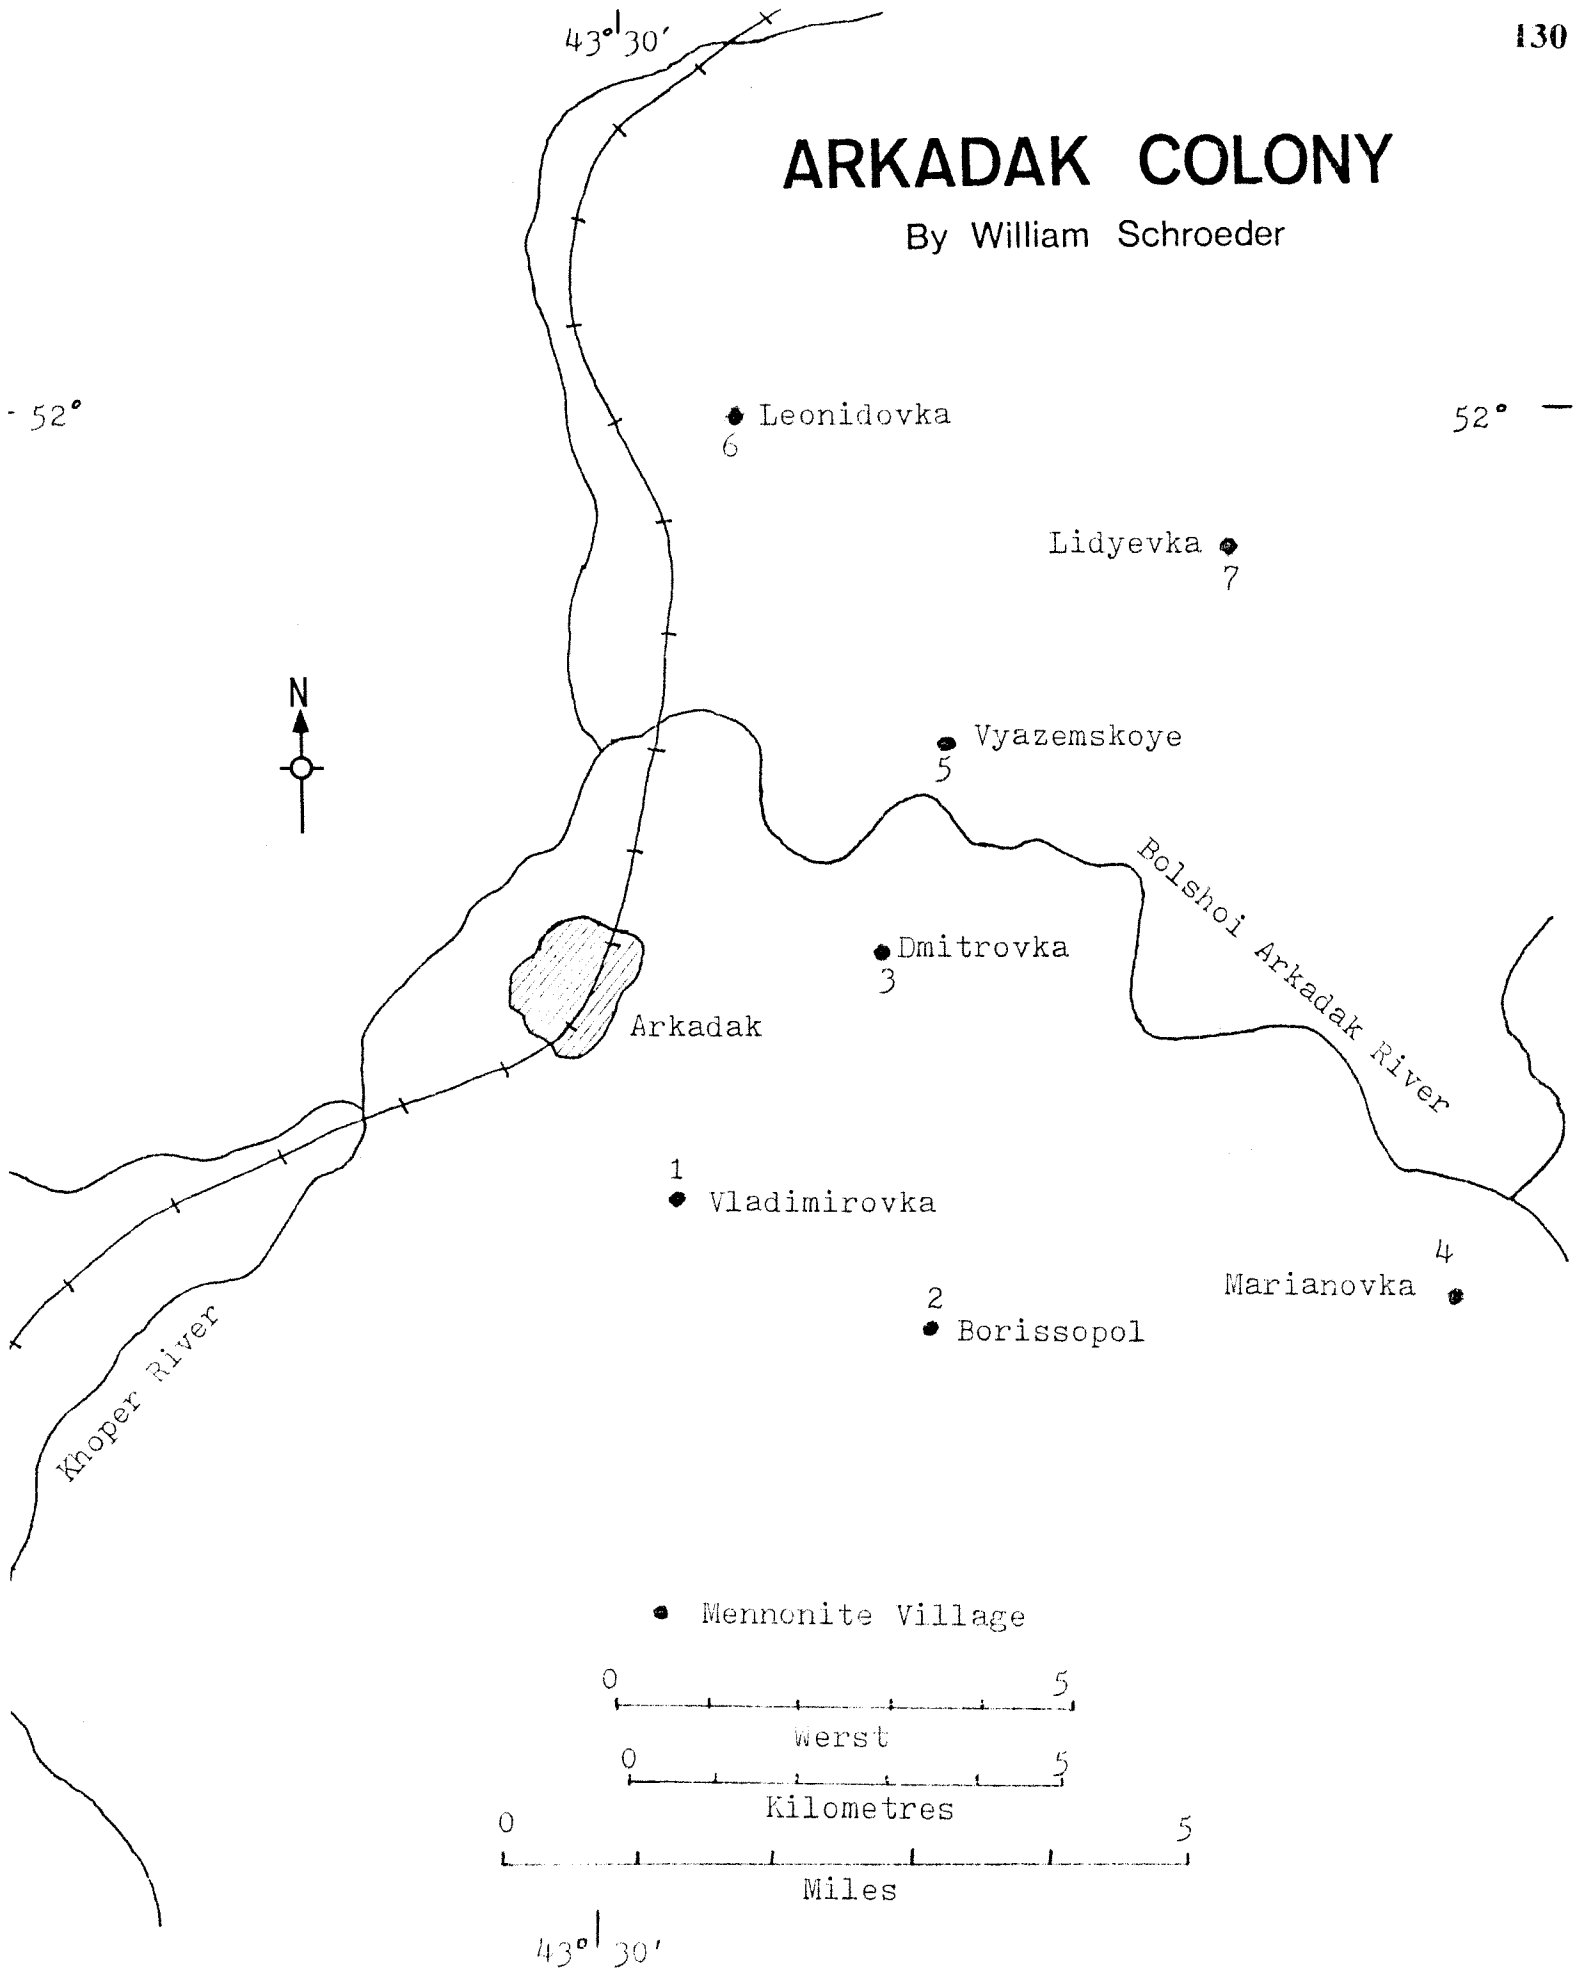 43° 30'
130
ARKADAK COLONY
By William Schroeder
52°
Leonidovka
6
52°
Lidyevka
7
N
Vyazemskoye
5
Bolshoi Arkadak River
Dmitrovka
3
Arkadak
1
Vladimirovka
4
Marianovka
2
Borissopol
Khoper River
Mennonite Village
0 5
Werst
0 5
Kilometres
0 5
Miles
43° 30'